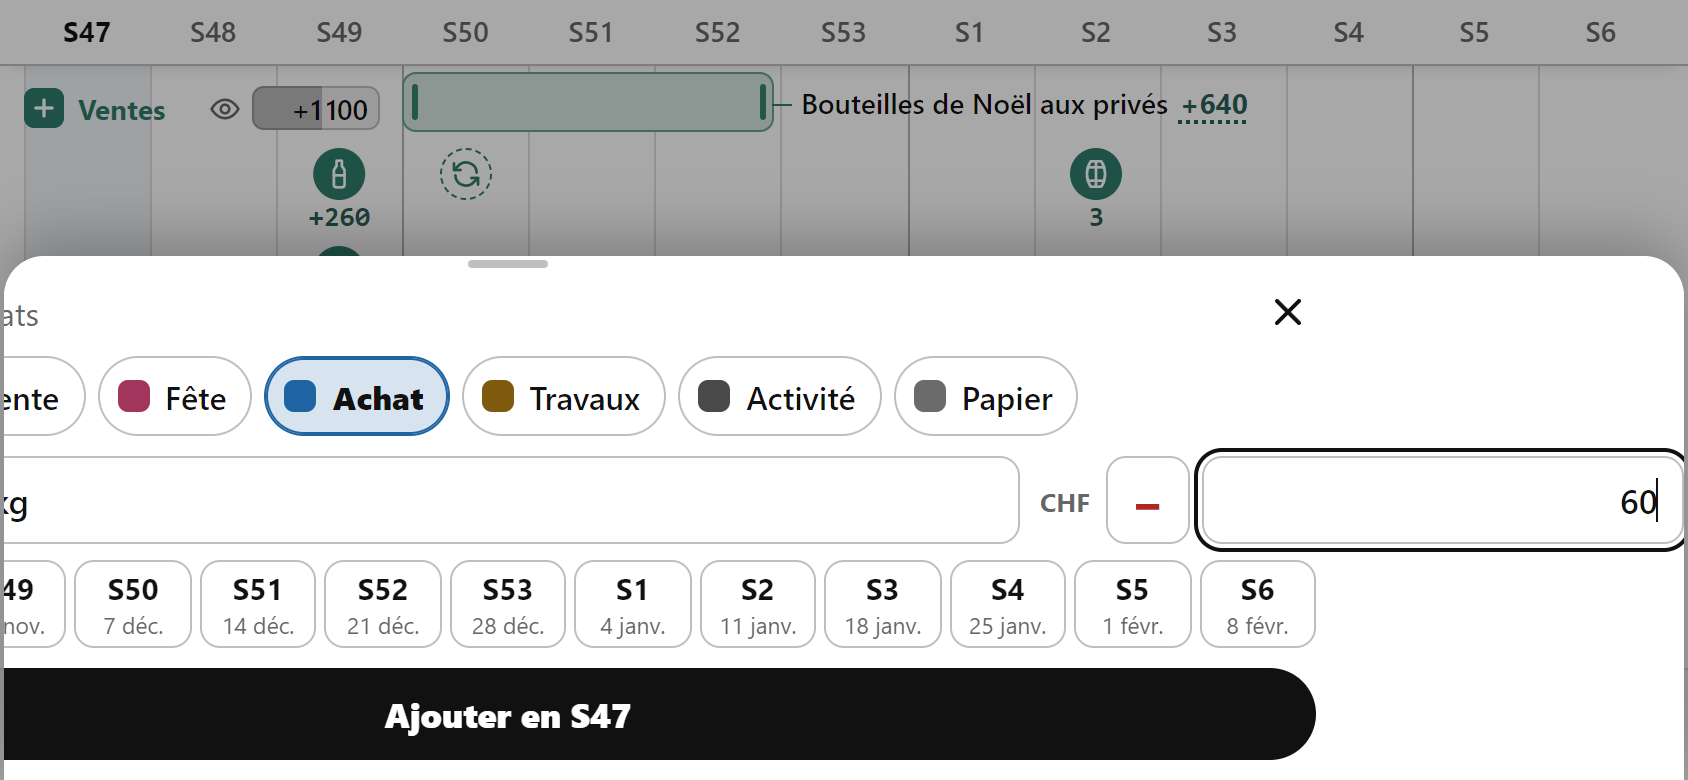 S47 S48 S49 S50 S51 S52 S53 S1 S2 S3 S4 S5 S6
Ventes +1100 Bouteilles de Noël aux privés +640
+260 3
ats
ente Fête Achat Travaux Activité Papier
kg CHF – 60
49 S50 S51 S52 S53 S1 S2 S3 S4 S5 S6
nov. 7 déc. 14 déc. 21 déc. 28 déc. 4 janv. 11 janv. 18 janv. 25 janv. 1 févr. 8 févr.
Ajouter en S47